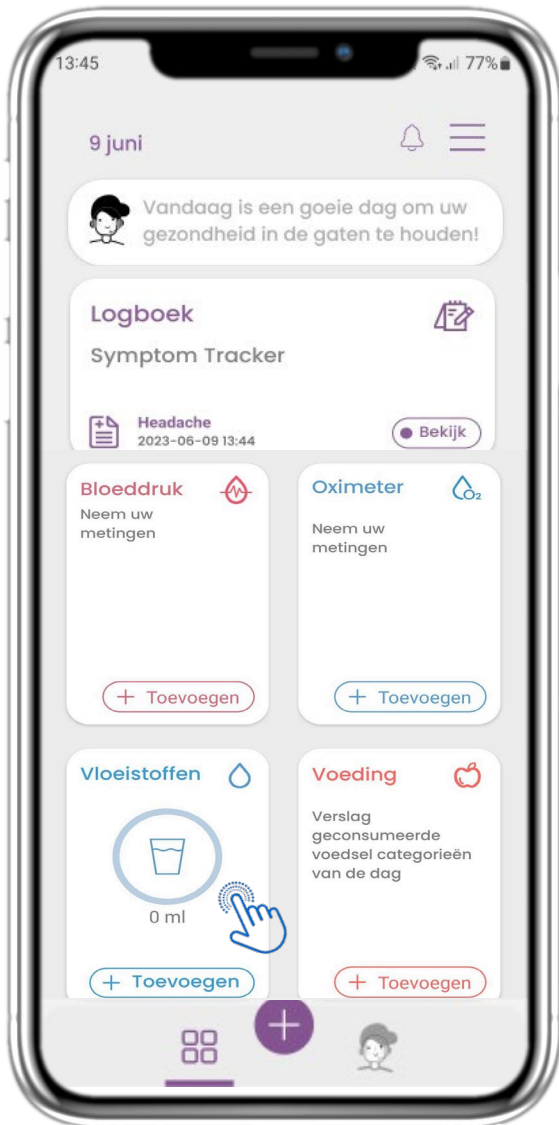 13:45
77%
9 juni
Vandaag is een goeie dag om uw
gezondheid in de gaten te houden!
Logboek
Symptom Tracker
Headache
2023-06-09 13:44
Bekijk
Bloeddruk
Neem uw
metingen
+ Toevoegen
Oximeter
O2
Neem uw
metingen
+ Toevoegen
Vloeistoffen
0 ml
+ Toevoegen
Voeding
Verslag
geconsumeerde
voedsel categorieën
van de dag
+ Toevoegen